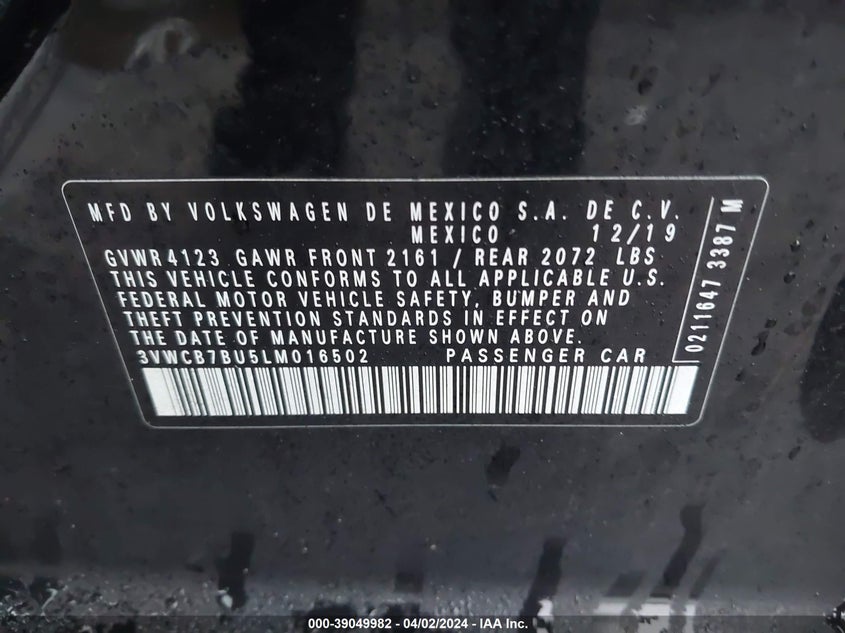 MFD BY VOLKSWAGEN DE MEXICO S.A. DE C.V.
MEXICO 12/19
GVWR 4123 GAWR FRONT 2161 / REAR 2072 LBS
THIS VEHICLE CONFORMS TO ALL APPLICABLE U.S.
FEDERAL MOTOR VEHICLE SAFETY, BUMPER AND
THEFT PREVENTION STANDARDS IN EFFECT ON
THE DATE OF MANUFACTURE SHOWN ABOVE.
3VWCB7BU5LM016502 PASSENGER CAR
0211647 3387 M
000-39049982 - 04/02/2024 - IAA Inc.